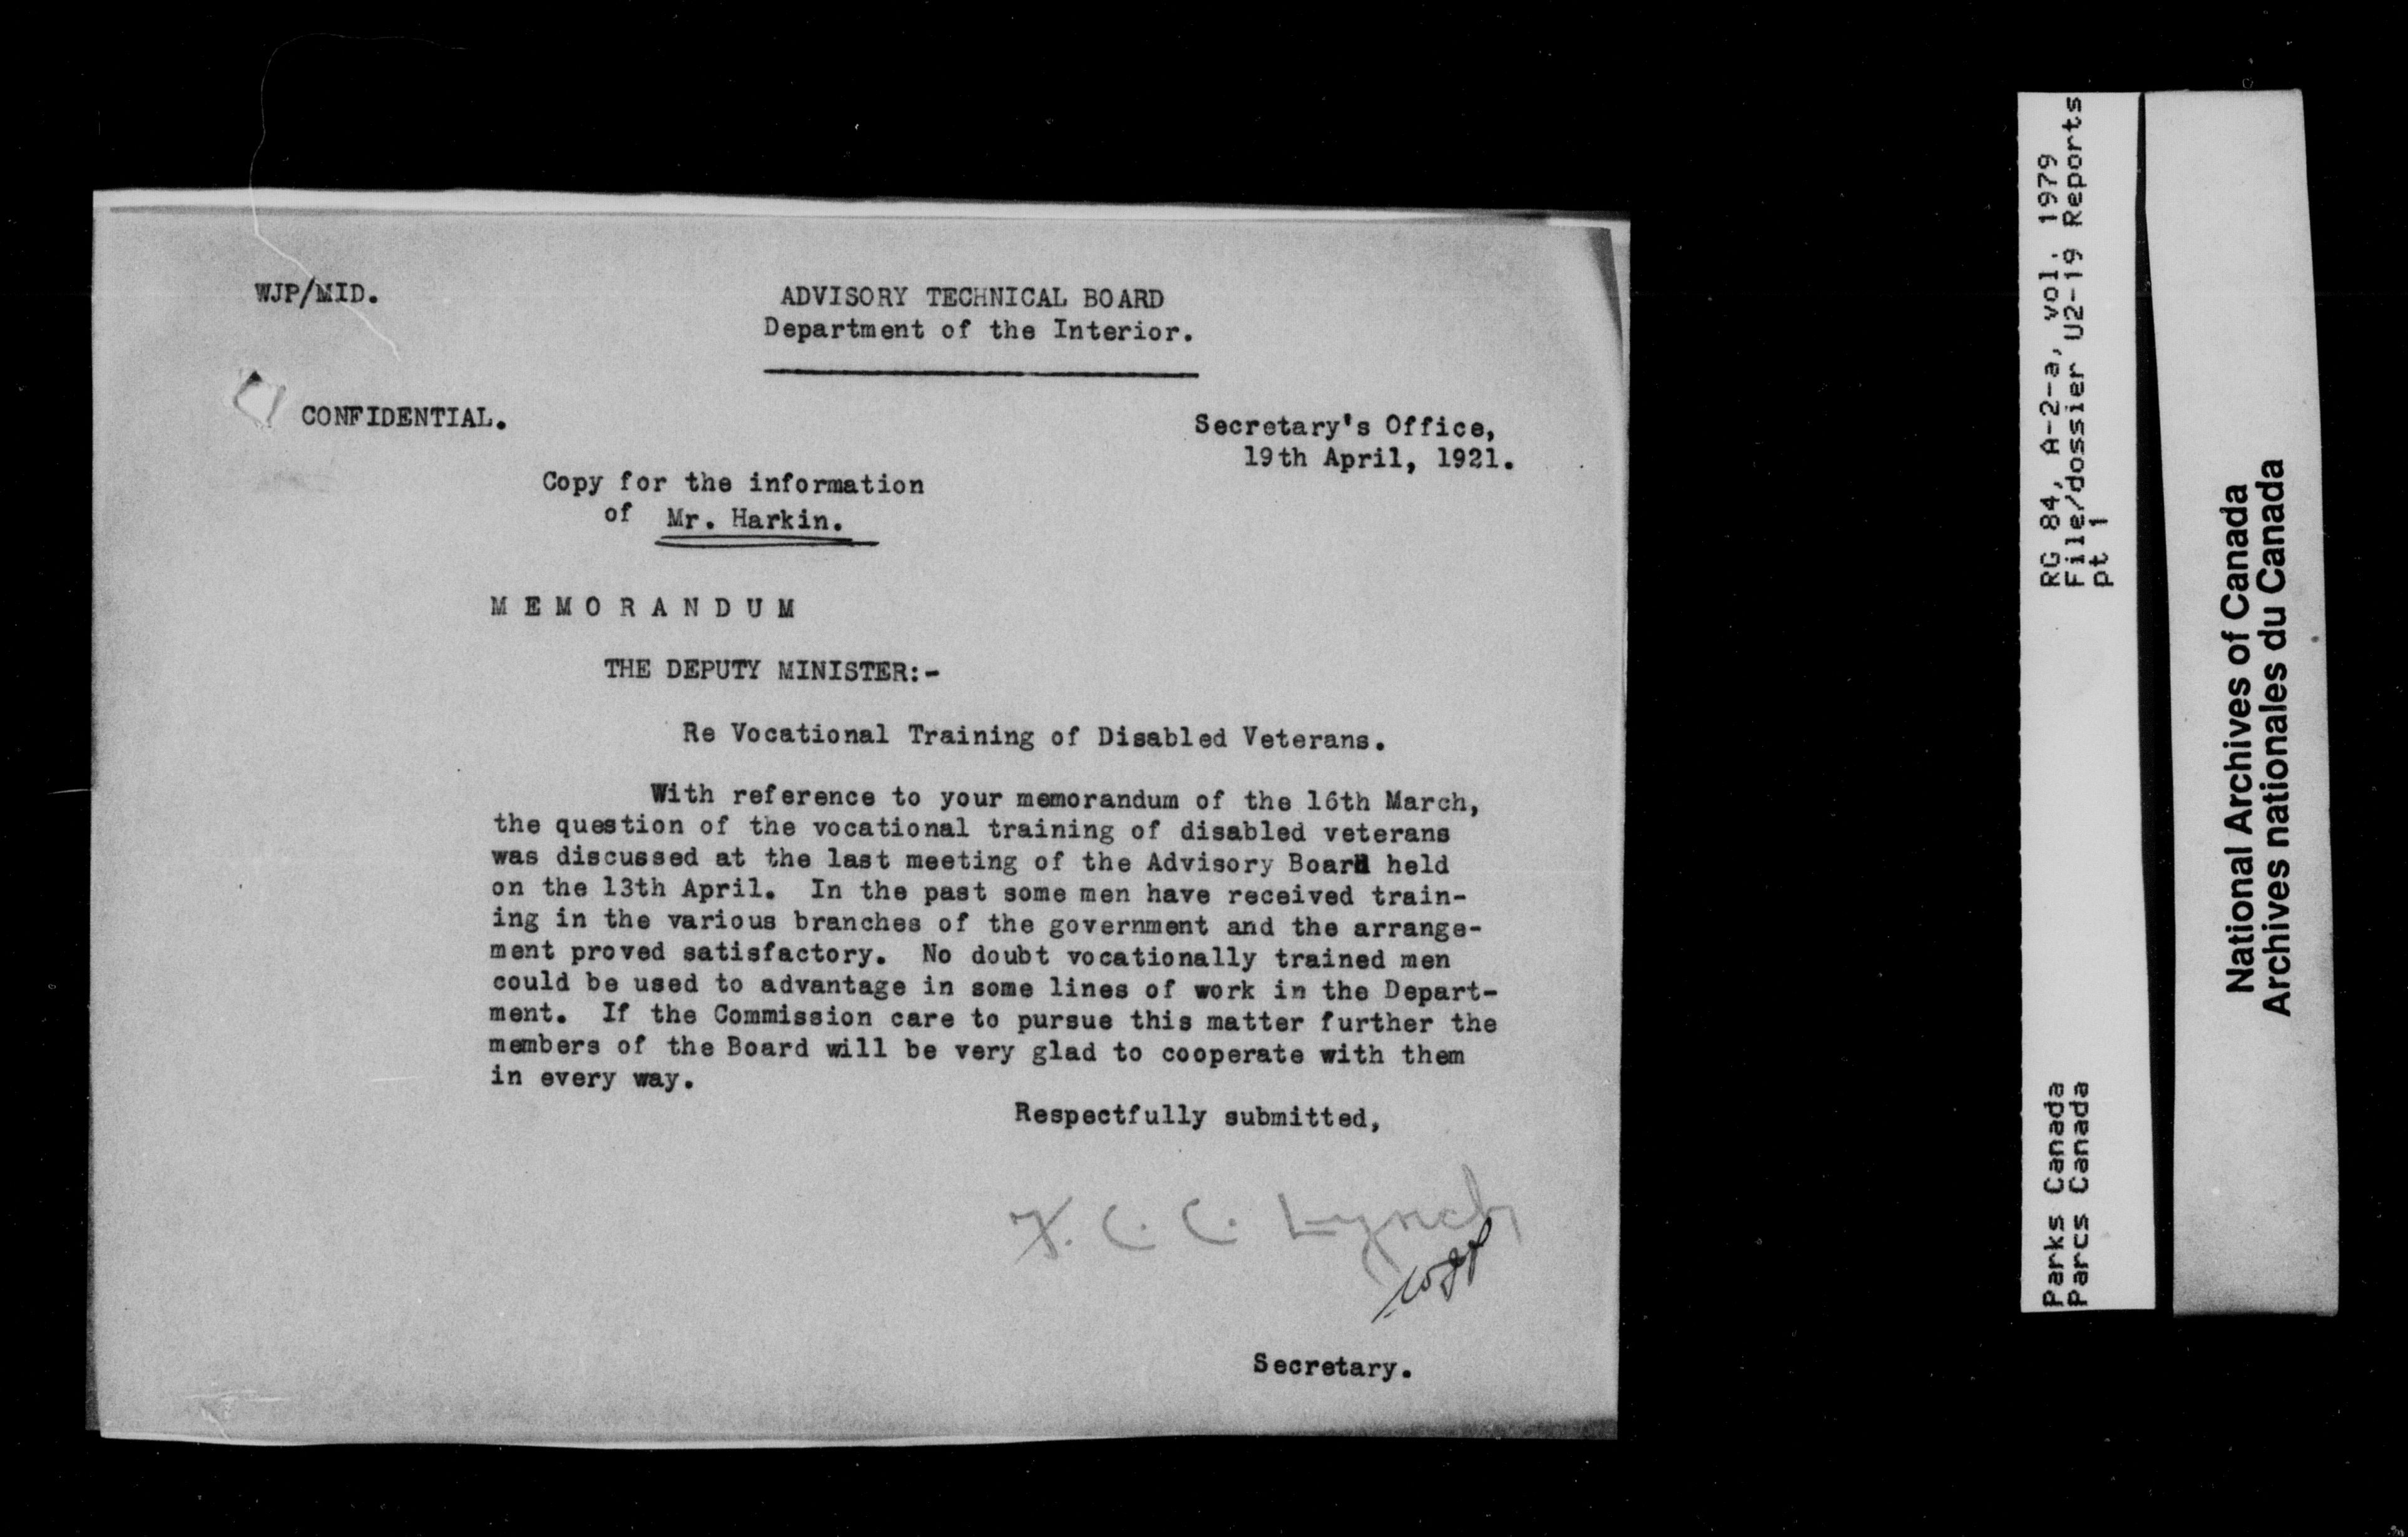 WJP/MID.
ADVISORY TECHNICAL BOARD
Department of the Interior.
CONFIDENTIAL.
Secretary's Office,
19th April, 1921.
Copy for the information
of Mr. Harkin.
MEMORANDUM
THE DEPUTY MINISTER:-
Re Vocational Training of Disabled Veterans.
With reference to your memorandum of the 16th March,
the question of the vocational training of disabled veterans
was discussed at the last meeting of the Advisory Board held
on the 13th April. In the past some men have received train-
ing in the various branches of the government and the arrange-
ment proved satisfactory. No doubt vocationally trained men
could be used to advantage in some lines of work in the Depart-
ment. If the Commission care to pursue this matter further the
members of the Board will be very glad to cooperate with them
in every way.
Respectfully submitted,
F. C. C. Lynch
Secretary.
RG 84, A-2-a, vol. 1979
File/dossier U2-19 Reports
pt 1
Parks Canada
Parcs Canada
National Archives of Canada
Archives nationales du Canada